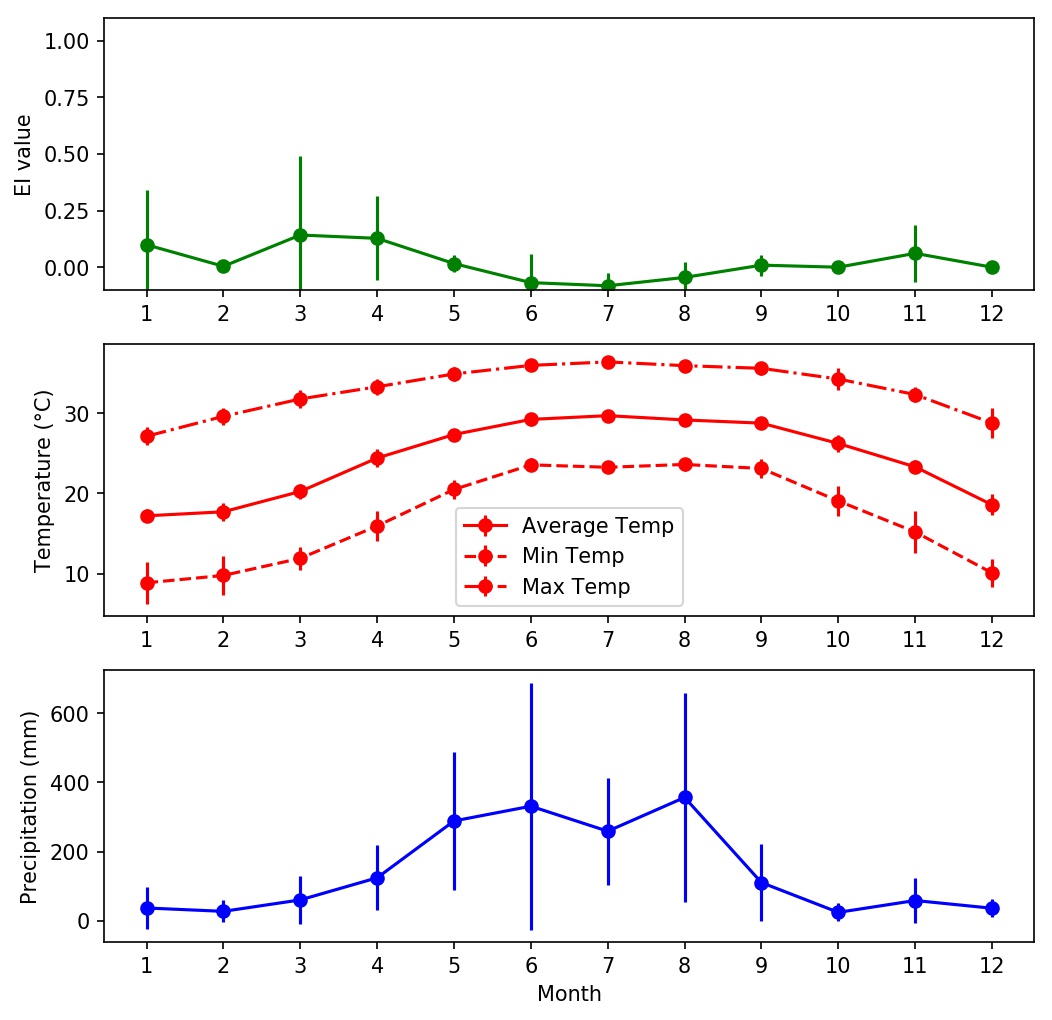 1.00
0.75
0.50
0.25
0.00
EI value
1 2 3 4 5 6 7 8 9 10 11 12
30
20
10
Temperature (°C)
Average Temp
Min Temp
Max Temp
1 2 3 4 5 6 7 8 9 10 11 12
600
400
200
0
Precipitation (mm)
1 2 3 4 5 6 7 8 9 10 11 12
Month